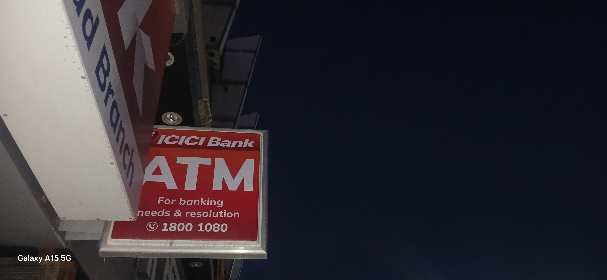 ad Branch
ICICI Bank
ATM
For banking
needs & resolution
1800 1080
Galaxy A15 5G